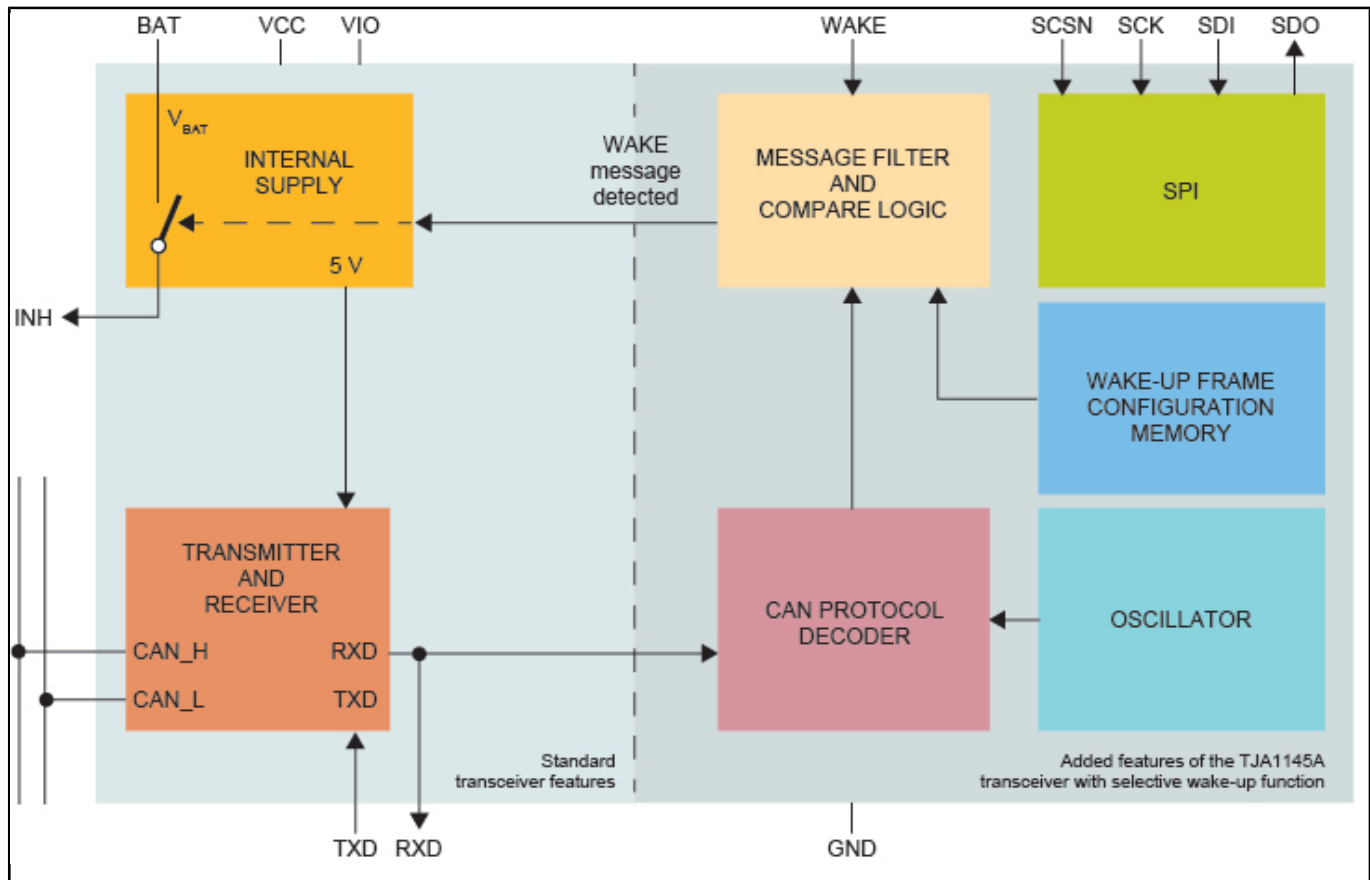 BAT VCC VIO WAKE SCSN SCK SDI SDO
V_BAT
INTERNAL
SUPPLY
5 V
WAKE
message
detected
MESSAGE FILTER
AND
COMPARE LOGIC
SPI
INH
WAKE-UP FRAME
CONFIGURATION
MEMORY
TRANSMITTER
AND
RECEIVER
CAN_H RXD
CAN_L TXD
CAN PROTOCOL
DECODER
OSCILLATOR
Standard
transceiver features
Added features of the TJA1145A
transceiver with selective wake-up function
TXD RXD GND